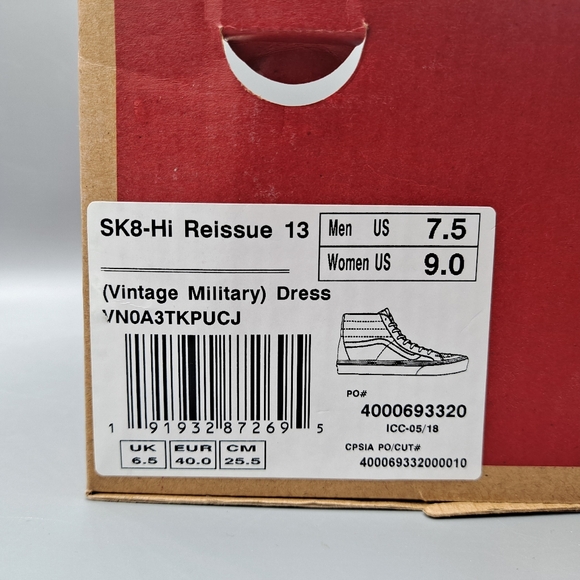 SK8-Hi Reissue 13
Men US 7.5
Women US 9.0
(Vintage Military) Dress
VN0A3TKPUCJ
PO#
4000693320
ICC-05/18
CPSIA PO/CUT#
400069332000010
1 91932 87269 5
UK EUR CM
6.5 40.0 25.5